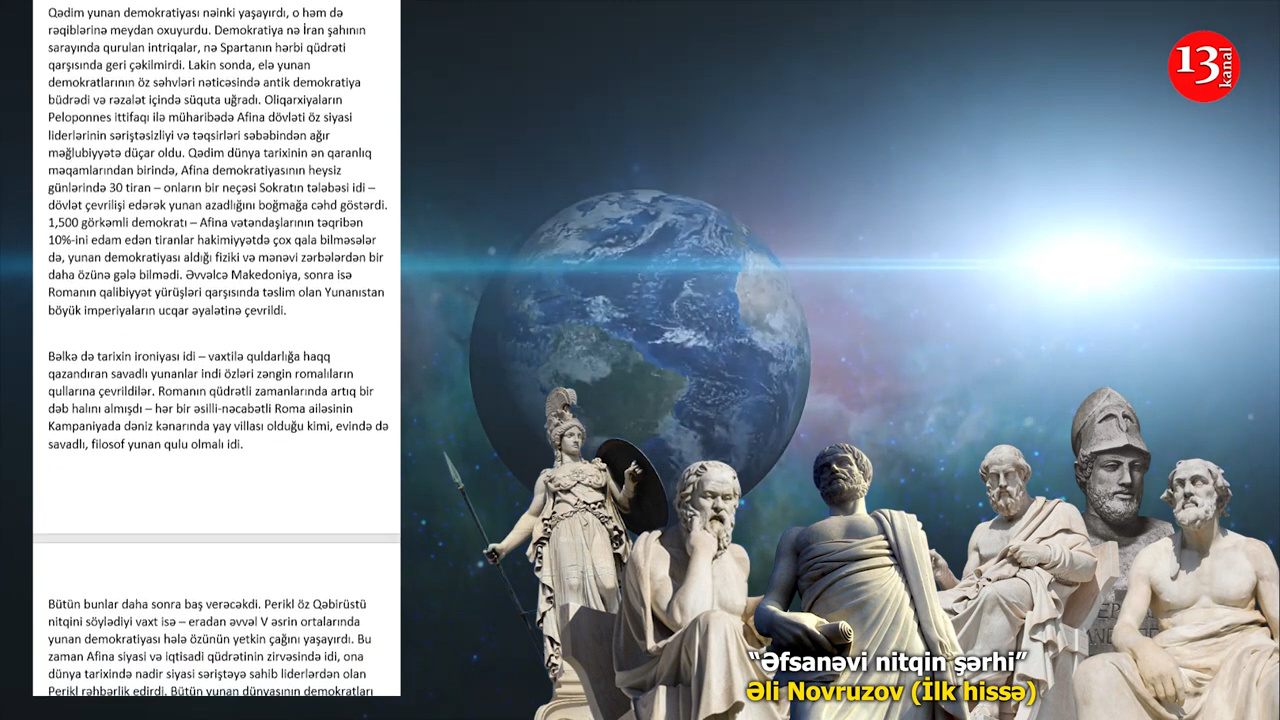 Qədim yunan demokratiyası nəinki yaşayırdı, o həm də
rəqiblərinə meydan oxuyurdu. Demokratiya nə İran şahının
sarayında qurulan intriqalar, nə Spartanın hərbi qüdrəti
qarşısında geri çəkilmirdi. Lakin sonda, elə yunan
demokratlarının öz səhvləri nəticəsində antik demokratiya
büdrədi və rəzalət içində süquta uğradı. Oliqarxiyaların
Peloponnes ittifaqı ilə müharibədə Afina dövləti öz siyasi
liderlərinin səriştəsizliyi və təqsirləri səbəbindən ağır
məğlubiyyətə düçar oldu. Qədim dünya tarixinin ən qaranlıq
məqamlarından birində, Afina demokratiyasının heysiz
günlərində 30 tiran – onların bir neçəsi Sokratın tələbəsi idi –
dövlət çevrilişi edərək yunan azadlığını boğmağa cəhd göstərdi.
1,500 görkəmli demokratı – Afina vətəndaşlarının təqribən
10%-ini edam edən tiranlar hakimiyyətdə çox qala bilməsələr
də, yunan demokratiyası aldığı fiziki və mənəvi zərbələrdən bir
daha özünə gələ bilmədi. Əvvəlcə Makedoniya, sonra isə
Romanın qalibiyyət yürüşləri qarşısında təslim olan Yunanıstan
böyük imperiyaların ucqar əyalətinə çevrildi.
Bəlkə də tarixin ironiyası idi – vaxtilə quldarlığa haqq
qazandıran savadlı yunanlar indi özləri zəngin romalıların
qullarına çevrildilər. Romanın qüdrətli zamanlarında artıq bir
dəb halını almışdı – hər bir əsilli-nəcabətli Roma ailəsinin
Kampaniyada dəniz kənarında yay villası olduğu kimi, evində də
savadlı, filosof yunan qulu olmalı idi.
Bütün bunlar daha sonra baş verəcəkdi. Perikl öz Qəbirüstü
nitqini söylədiyi vaxt isə – eradan əvvəl V əsrin ortalarında
yunan demokratiyası hələ özünün yetkin çağını yaşayırdı. Bu
zaman Afina siyasi və iqtisadi qüdrətinin zirvəsində idi, ona
dünya tarixində nadir siyasi səriştəyə sahib liderlərdən olan
Perikl rəhbərlik edirdi. Bütün yunan dünyasının demokratları
13
kanal
“Əfsanəvi nitqin şərhi”
Əli Novruzov (İlk hissə)